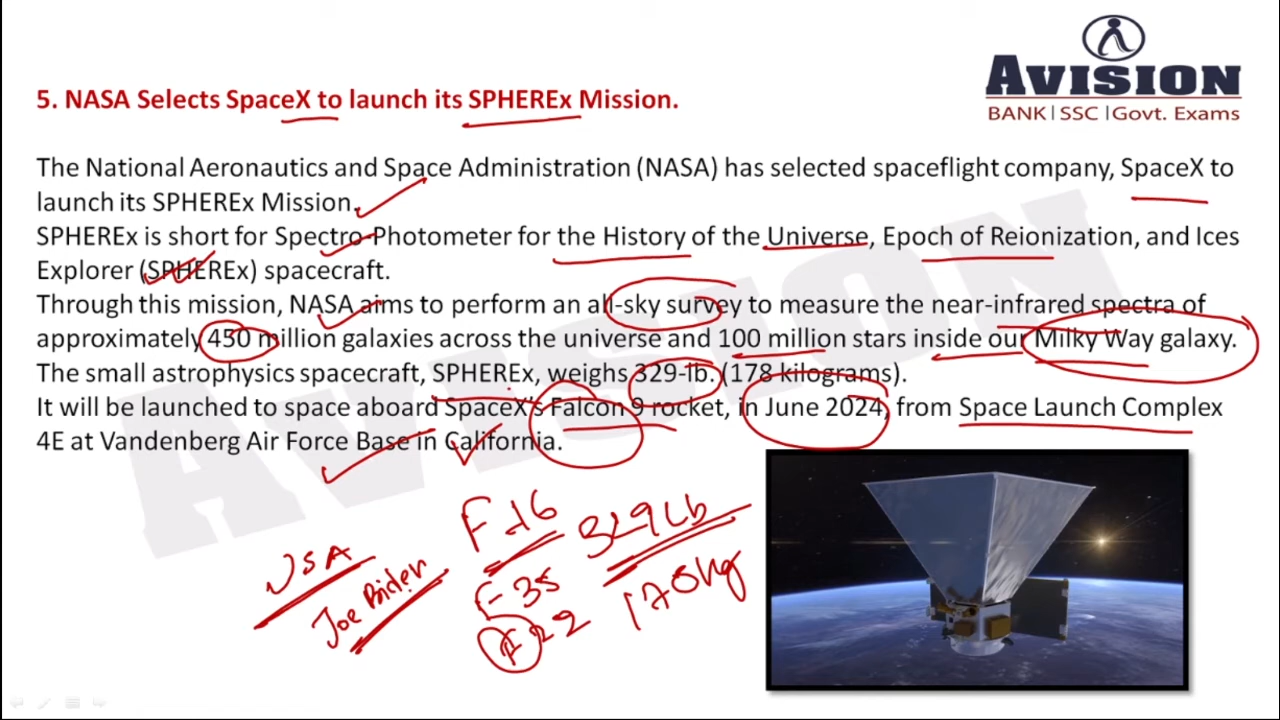 AVISION
BANK | SSC | Govt. Exams
5. NASA Selects SpaceX to launch its SPHEREx Mission.
The National Aeronautics and Space Administration (NASA) has selected spaceflight company, SpaceX to
launch its SPHEREx Mission.
SPHEREx is short for Spectro-Photometer for the History of the Universe, Epoch of Reionization, and Ices
Explorer (SPHEREx) spacecraft.
Through this mission, NASA aims to perform an all-sky survey to measure the near-infrared spectra of
approximately 450 million galaxies across the universe and 100 million stars inside our Milky Way galaxy.
The small astrophysics spacecraft, SPHEREx, weighs 329-lb. (178 kilograms).
It will be launched to space aboard SpaceX's Falcon 9 rocket, in June 2024, from Space Launch Complex
4E at Vandenberg Air Force Base in California.
AVISION
USA
Joe Briden
F-16
F-35
F 22
329 Lb
178kg